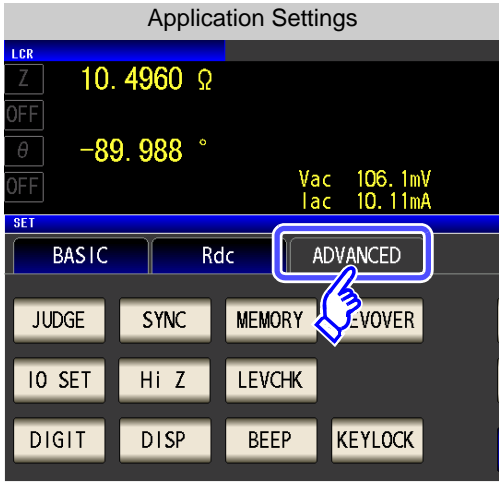 Application Settings
LCR
Z 10.4960 Ω
OFF
θ -89.988 °
OFF
Vac 106.1mV
Iac 10.11mA
SET
BASIC Rdc ADVANCED
JUDGE SYNC MEMORY EVOVER
IO SET Hi Z LEVCHK
DIGIT DISP BEEP KEYLOCK